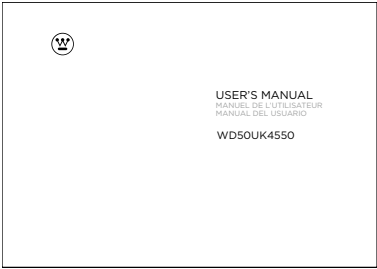 USER'S MANUAL
MANUEL DE L'UTILISATEUR
MANUAL DEL USUARIO
WD50UK4550